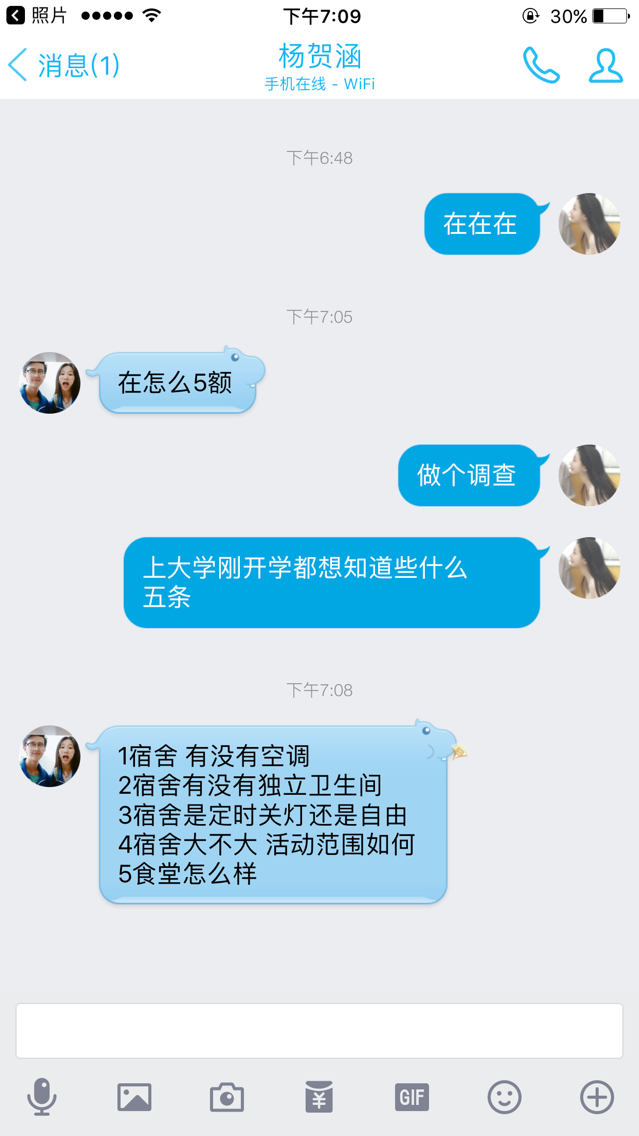 照片 下午7:09 30%
消息(1) 杨贺涵
手机在线 - WiFi
下午6:48
在在在
下午7:05
在怎么5额
做个调查
上大学刚开学都想知道些什么
五条
下午7:08
1宿舍 有没有空调
2宿舍有没有独立卫生间
3宿舍是定时关灯还是自由
4宿舍大不大 活动范围如何
5食堂怎么样
¥ GIF